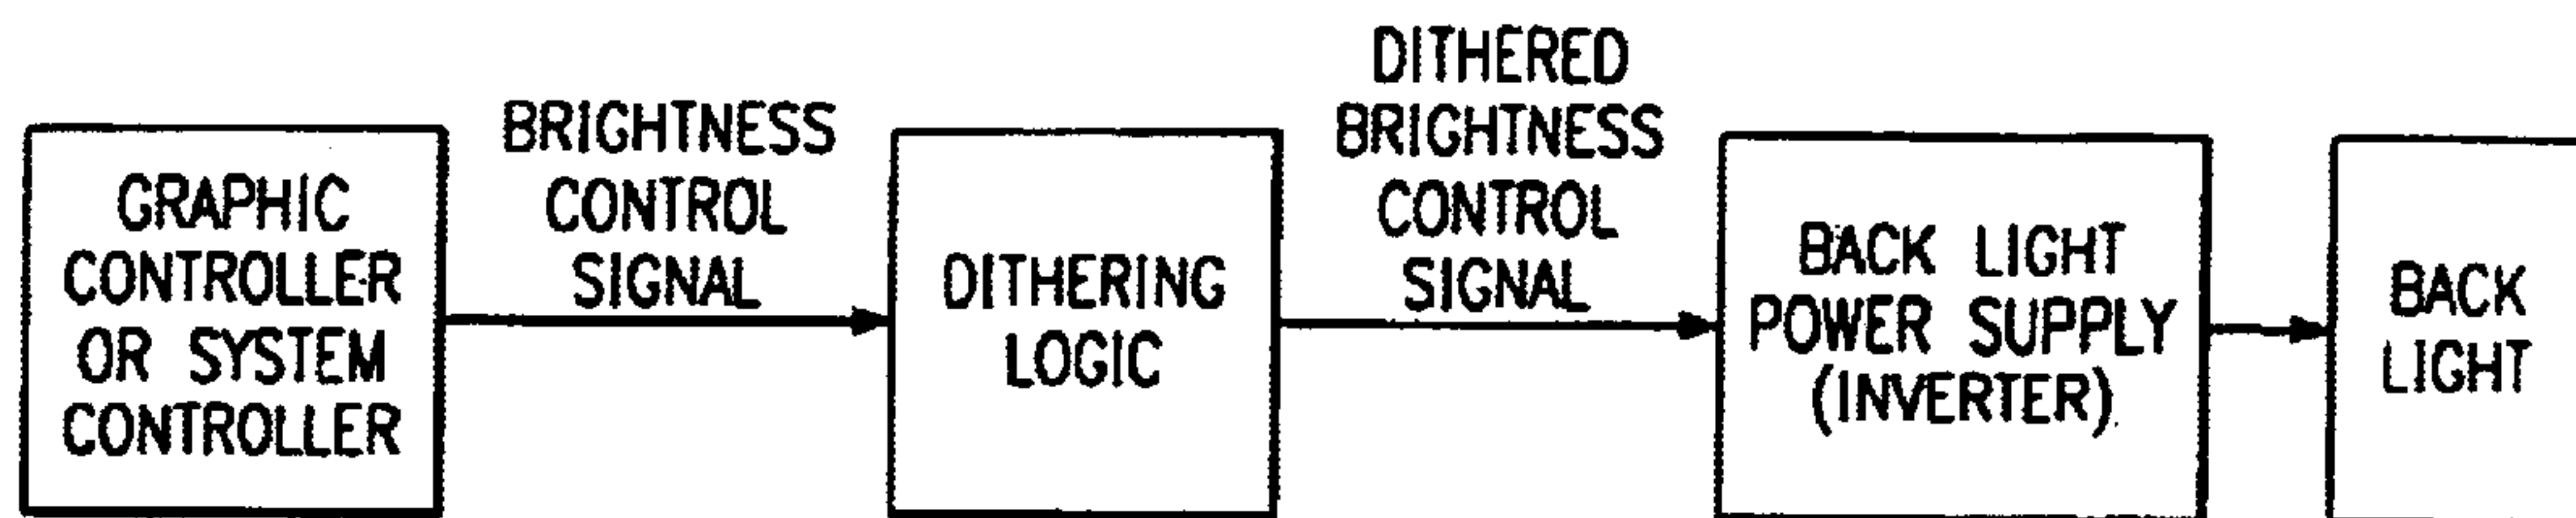 GRAPHIC
CONTROLLER
OR SYSTEM
CONTROLLER
BRIGHTNESS
CONTROL
SIGNAL
DITHERING
LOGIC
DITHERED
BRIGHTNESS
CONTROL
SIGNAL
BACK LIGHT
POWER SUPPLY
(INVERTER)
BACK
LIGHT